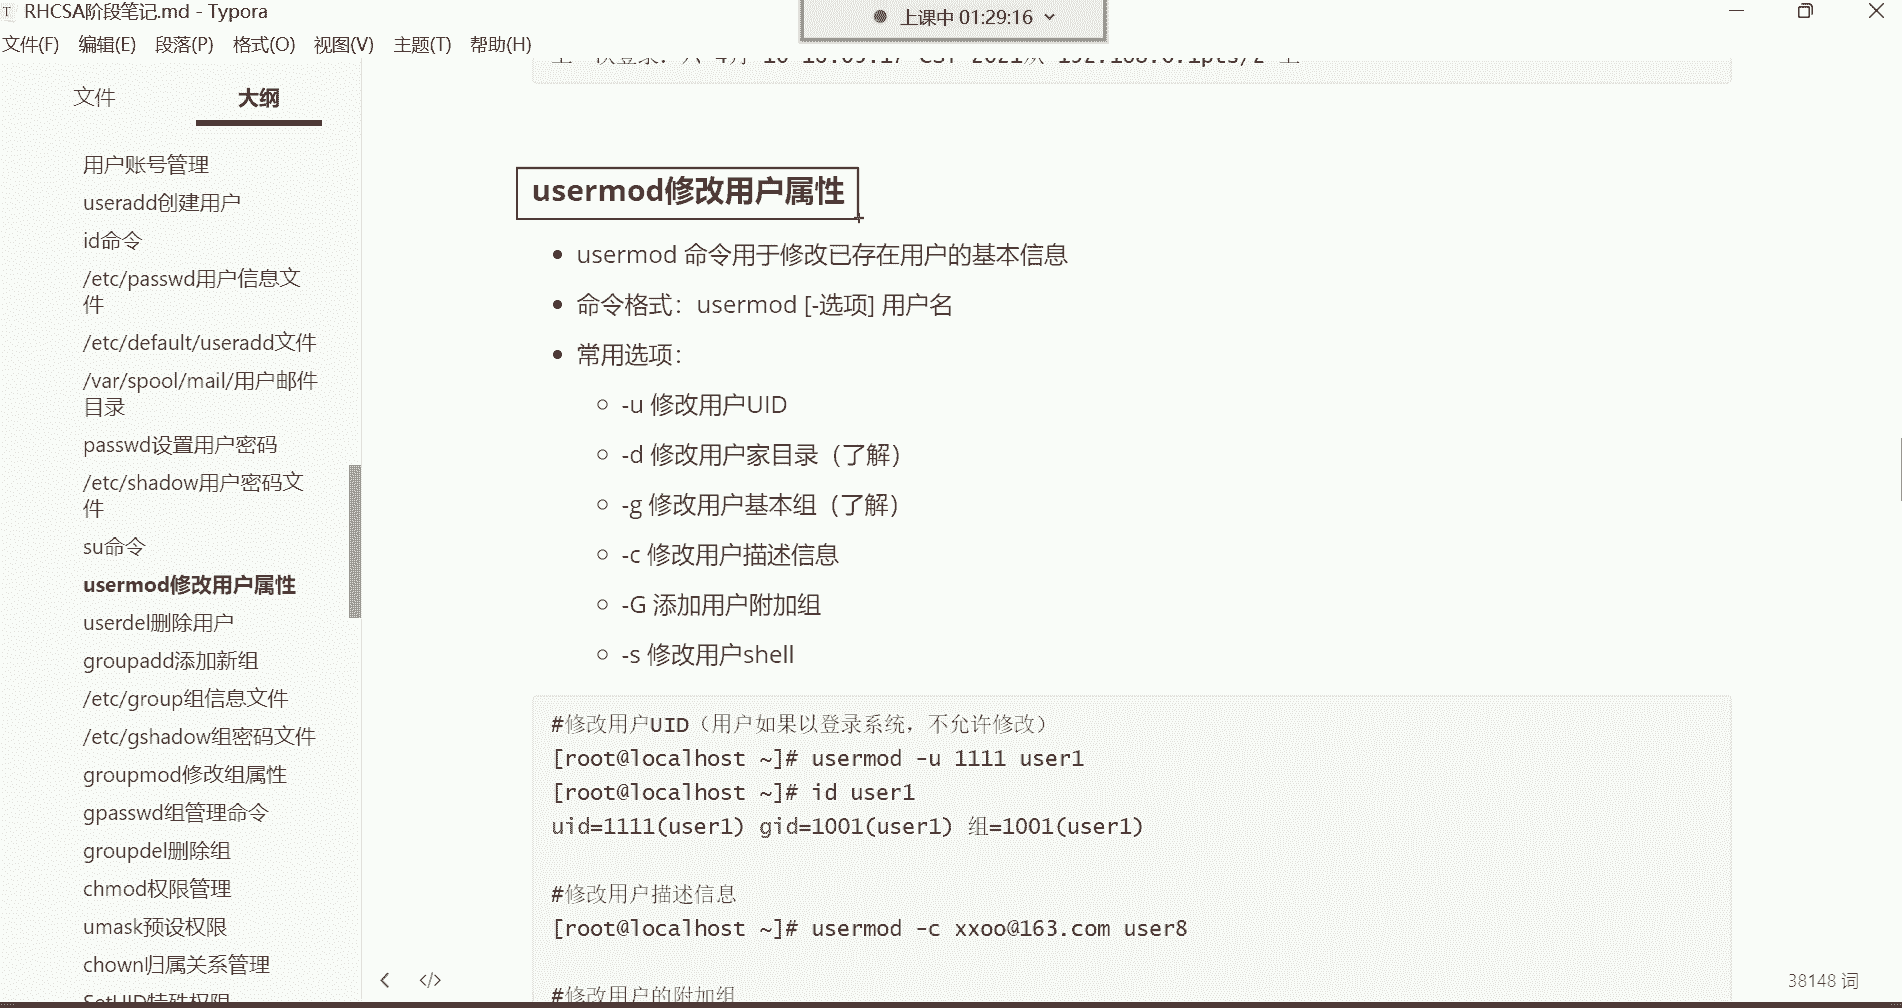 RHCSA阶段笔记.md - Typora
上课中 01:29:16
文件(F) 编辑(E) 段落(P) 格式(O) 视图(V) 主题(T) 帮助(H)
文件 大纲
用户账号管理
useradd创建用户
id命令
/etc/passwd用户信息文
件
/etc/default/useradd文件
/var/spool/mail/用户邮件
目录
passwd设置用户密码
/etc/shadow用户密码文
件
su命令
usermod修改用户属性
userdel删除用户
groupadd添加新组
/etc/group组信息文件
/etc/gshadow组密码文件
groupmod修改组属性
gpasswd组管理命令
groupdel删除组
chmod权限管理
umask预设权限
chown归属关系管理
SetUID特殊权限
usermod修改用户属性
usermod 命令用于修改已存在用户的基本信息
命令格式：usermod [-选项] 用户名
常用选项：
-u 修改用户UID
-d 修改用户家目录（了解）
-g 修改用户基本组（了解）
-c 修改用户描述信息
-G 添加用户附加组
-s 修改用户shell
#修改用户UID（用户如果以登录系统，不允许修改）
[root@localhost ~]# usermod -u 1111 user1
[root@localhost ~]# id user1
uid=1111(user1) gid=1001(user1) 组=1001(user1)
#修改用户描述信息
[root@localhost ~]# usermod -c xxoo@163.com user8
#修改用户的附加组
38148 词